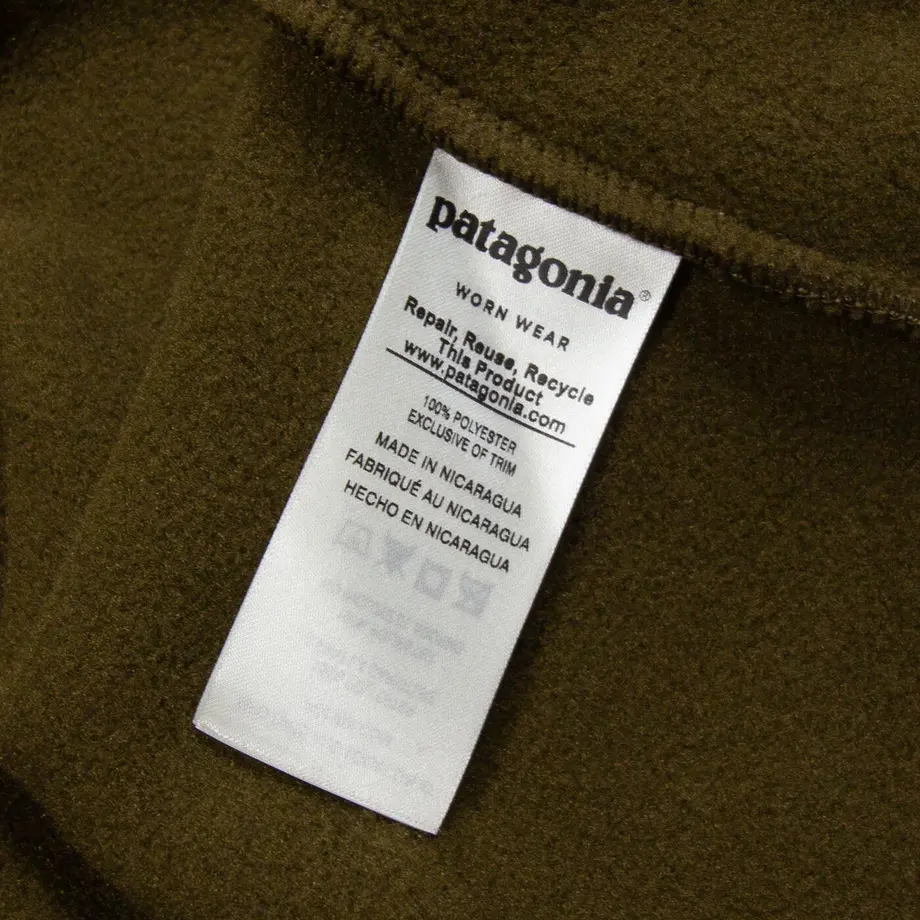 patagonia®
WORN WEAR
Repair, Reuse, Recycle
This Product
www.patagonia.com
100% POLYESTER
EXCLUSIVE OF TRIM
MADE IN NICARAGUA
FABRIQUÉ AU NICARAGUA
HECHO EN NICARAGUA